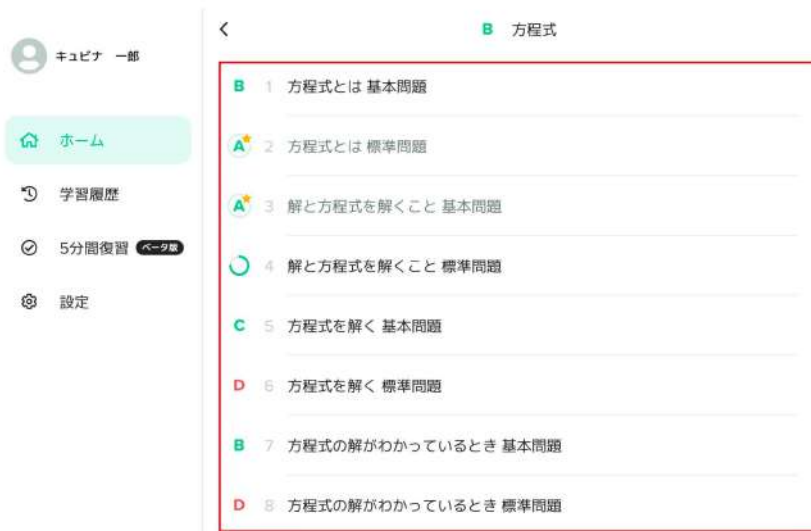 キュビナ 一郎
ホーム
学習履歴
5分間復習 ベータ版
設定
B 方程式
B 1 方程式とは 基本問題
A 2 方程式とは 標準問題
A 3 解と方程式を解くこと 基本問題
4 解と方程式を解くこと 標準問題
C 5 方程式を解く 基本問題
D 6 方程式を解く 標準問題
B 7 方程式の解がわかっているとき 基本問題
D 8 方程式の解がわかっているとき 標準問題